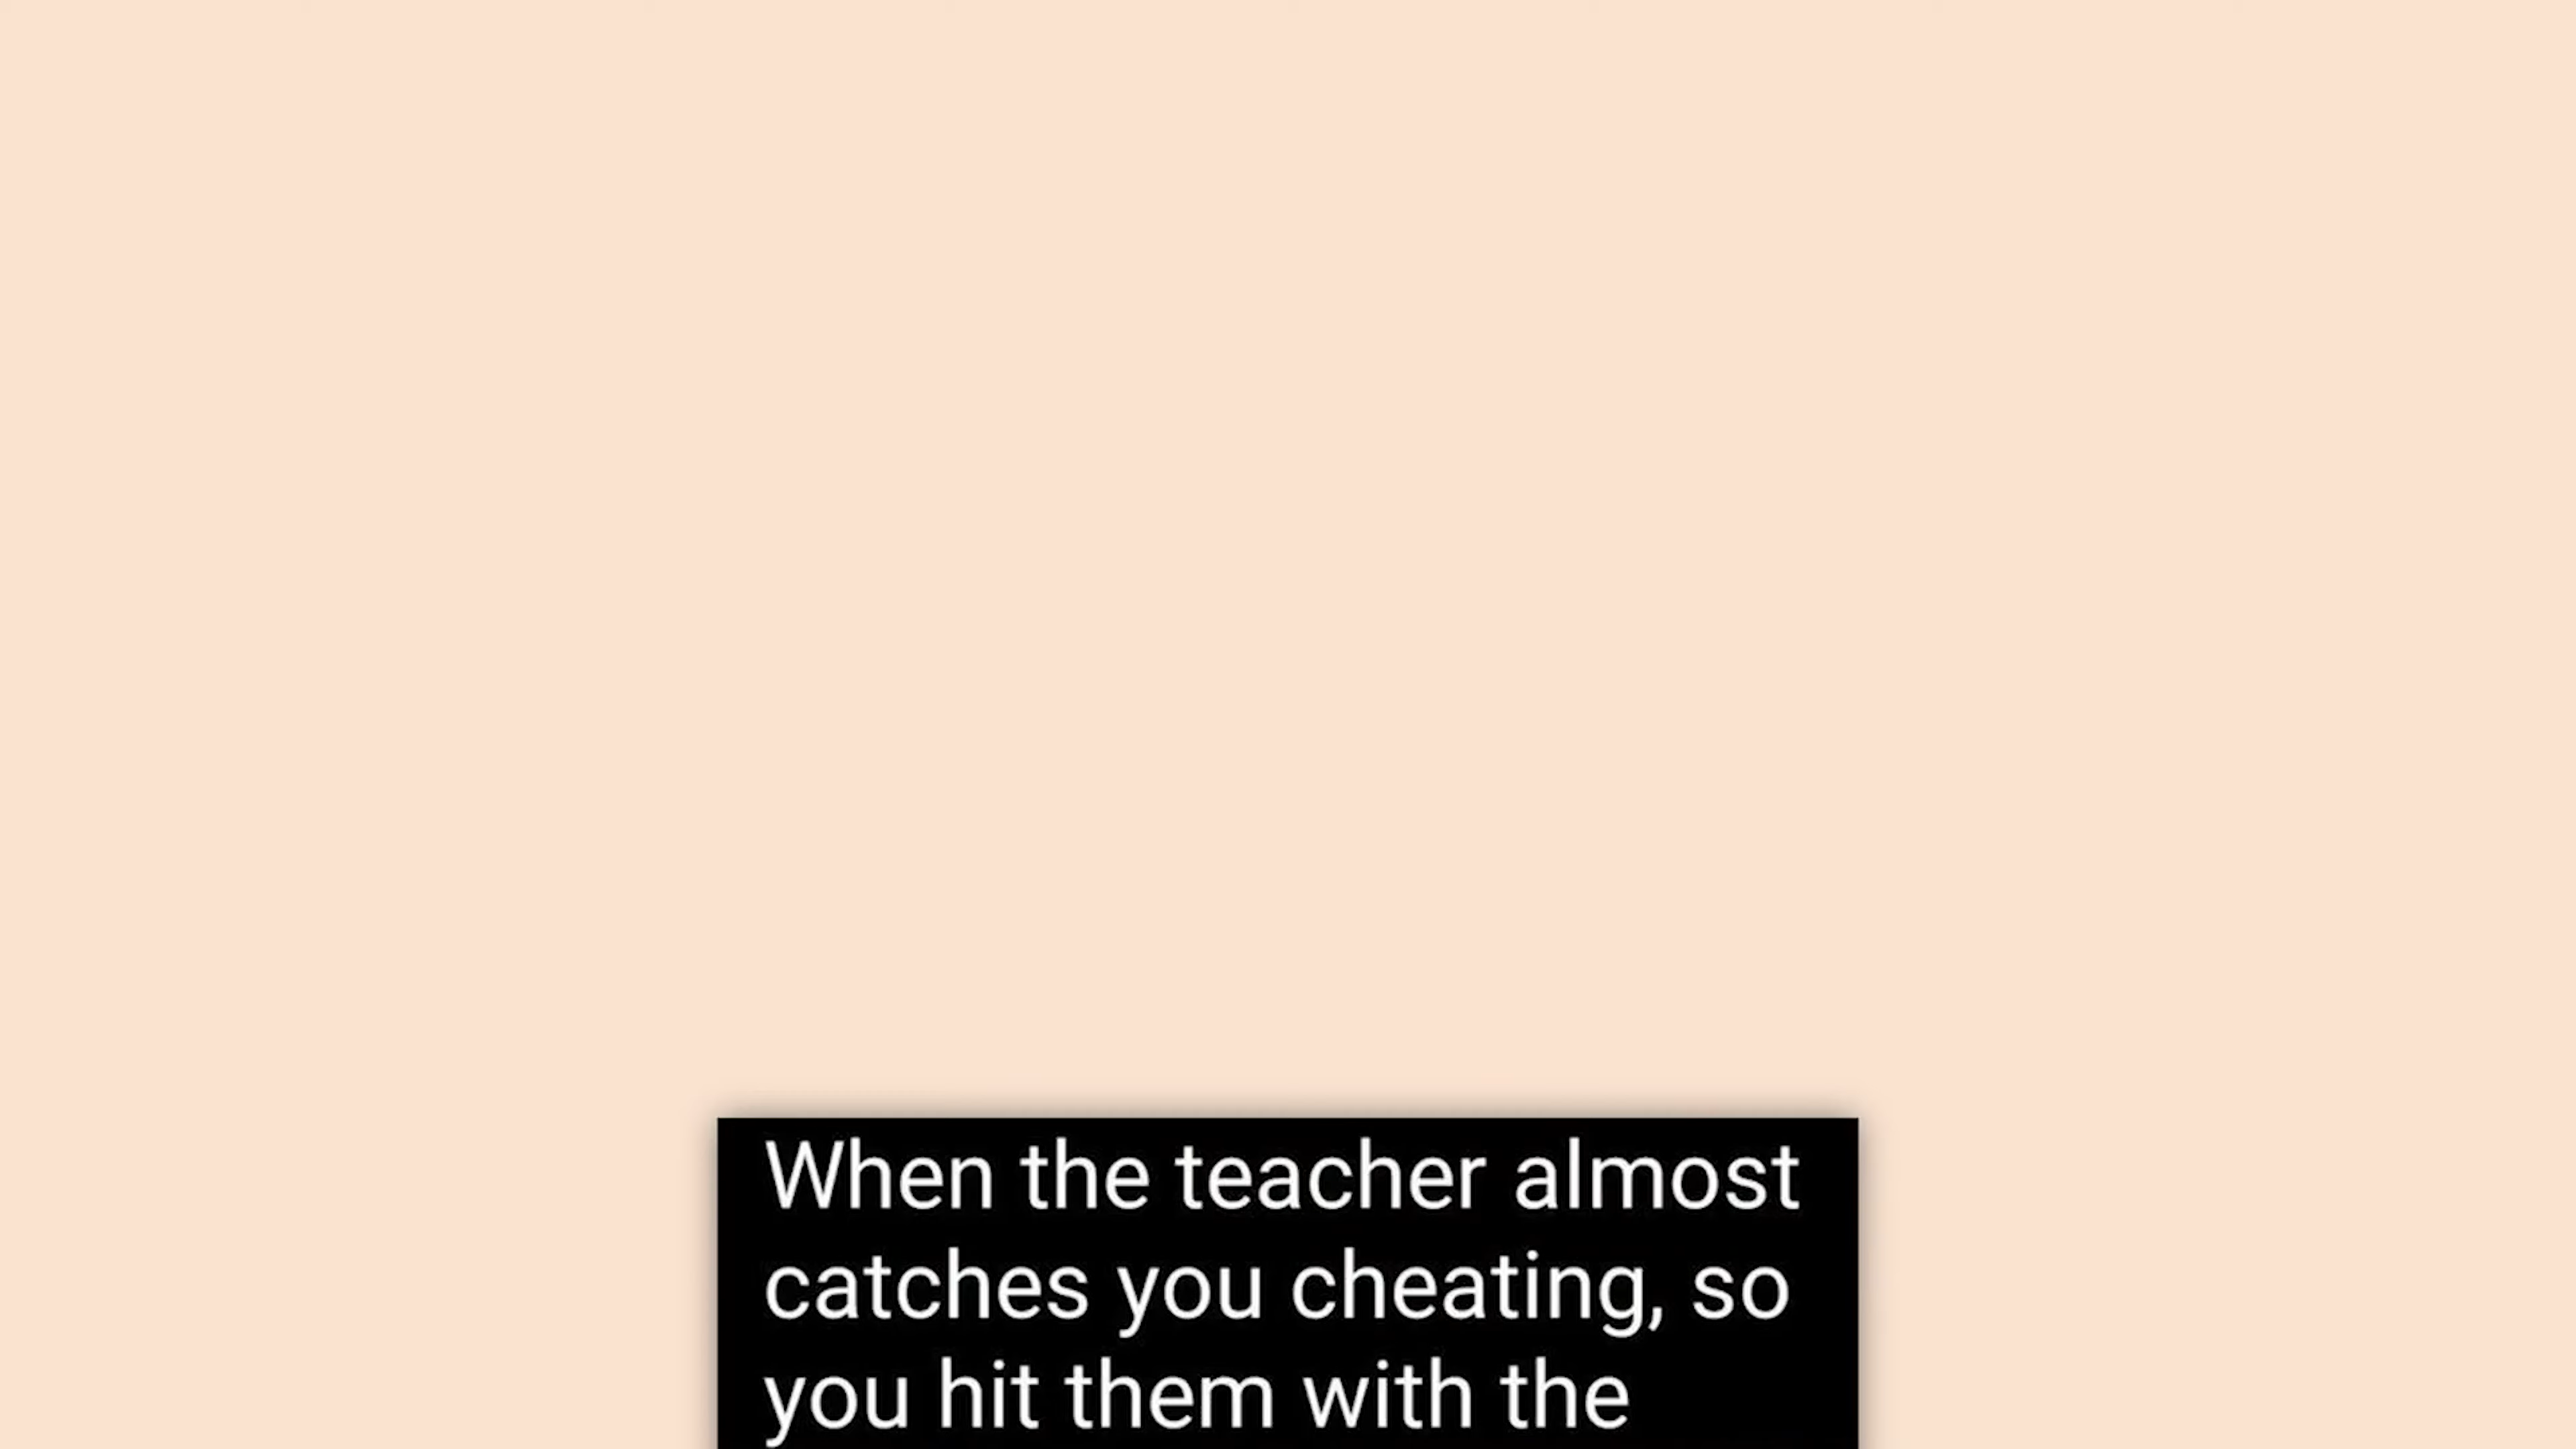 When the teacher almost
catches you cheating, so
you hit them with the